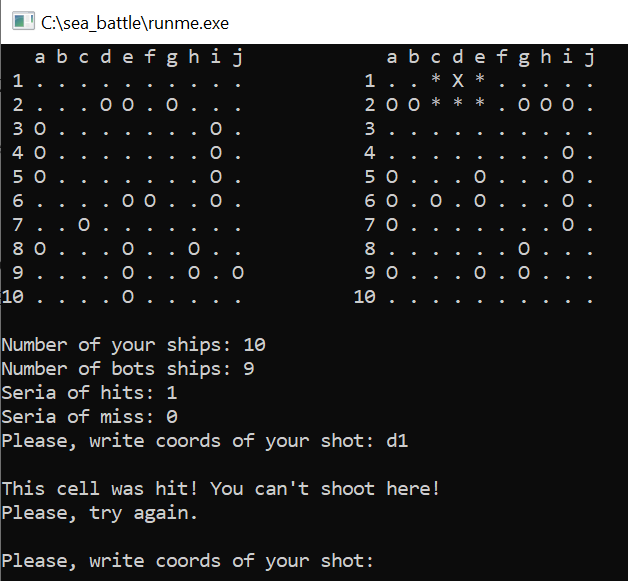 C:\sea_battle\runme.exe
   a b c d e f g h i j             a b c d e f g h i j
 1 . . . . . . . . . .           1 . . * X * . . . . .
 2 . . . O O . O . . .           2 O O * * * . O O O .
 3 O . . . . . . . O .           3 . . . . . . . . . .
 4 O . . . . . . . O .           4 . . . . . . . . O .
 5 O . . . . . . . O .           5 O . . . O . . . O .
 6 . . . . O O . . O .           6 O . O . O . . . O .
 7 . . O . . . . . . .           7 O . . . . . . . O .
 8 O . . . O . . O . .           8 . . . . . . O . . .
 9 . . . . O . . O . O           9 O . . . O . O . . .
10 . . . . O . . . . .          10 . . . . . . . . . .
Number of your ships: 10
Number of bots ships: 9
Seria of hits: 1
Seria of miss: 0
Please, write coords of your shot: d1
This cell was hit! You can't shoot here!
Please, try again.
Please, write coords of your shot: